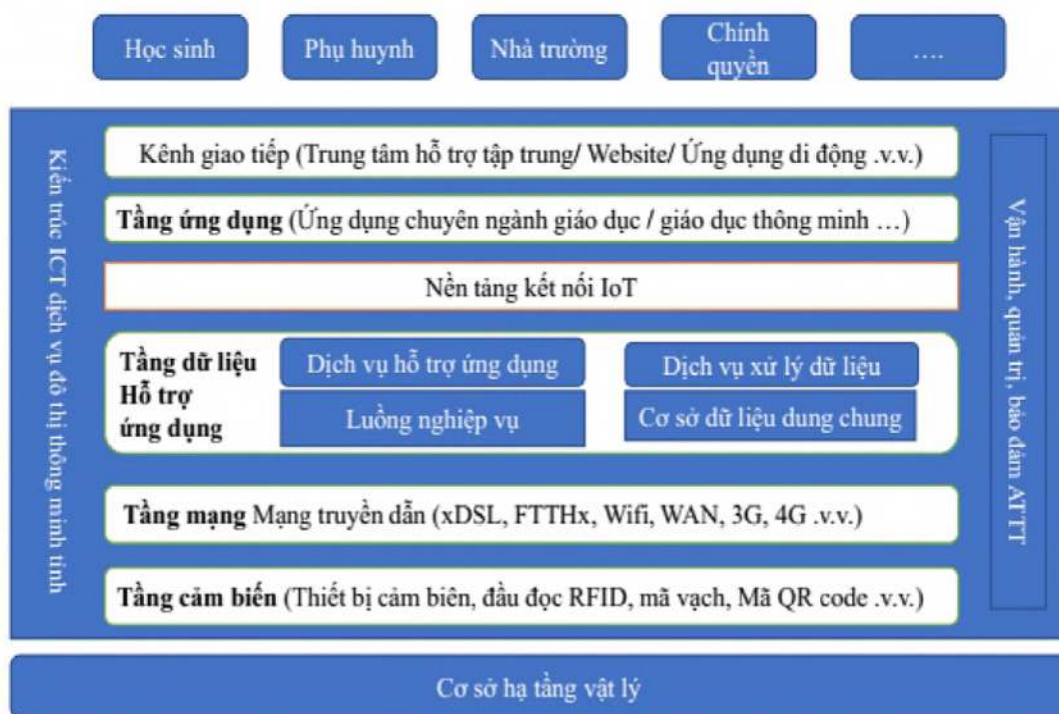 Học sinh
Phụ huynh
Nhà trường
Chính
quyền
....
Kiến trúc ICT dịch vụ đô thị thông minh tỉnh
Kênh giao tiếp (Trung tâm hỗ trợ tập trung/ Website/ Ứng dụng di động .v.v.)
Tầng ứng dụng (Ứng dụng chuyên ngành giáo dục / giáo dục thông minh …)
Nền tảng kết nối IoT
Tầng dữ liệu
Hỗ trợ
ứng dụng
Dịch vụ hỗ trợ ứng dụng
Dịch vụ xử lý dữ liệu
Luồng nghiệp vụ
Cơ sở dữ liệu dung chung
Tầng mạng Mạng truyền dẫn (xDSL, FTTHx, Wifi, WAN, 3G, 4G .v.v.)
Tầng cảm biến (Thiết bị cảm biên, đầu đọc RFID, mã vạch, Mã QR code .v.v.)
Vận hành, quản trị, bảo đảm ATTT
Cơ sở hạ tầng vật lý